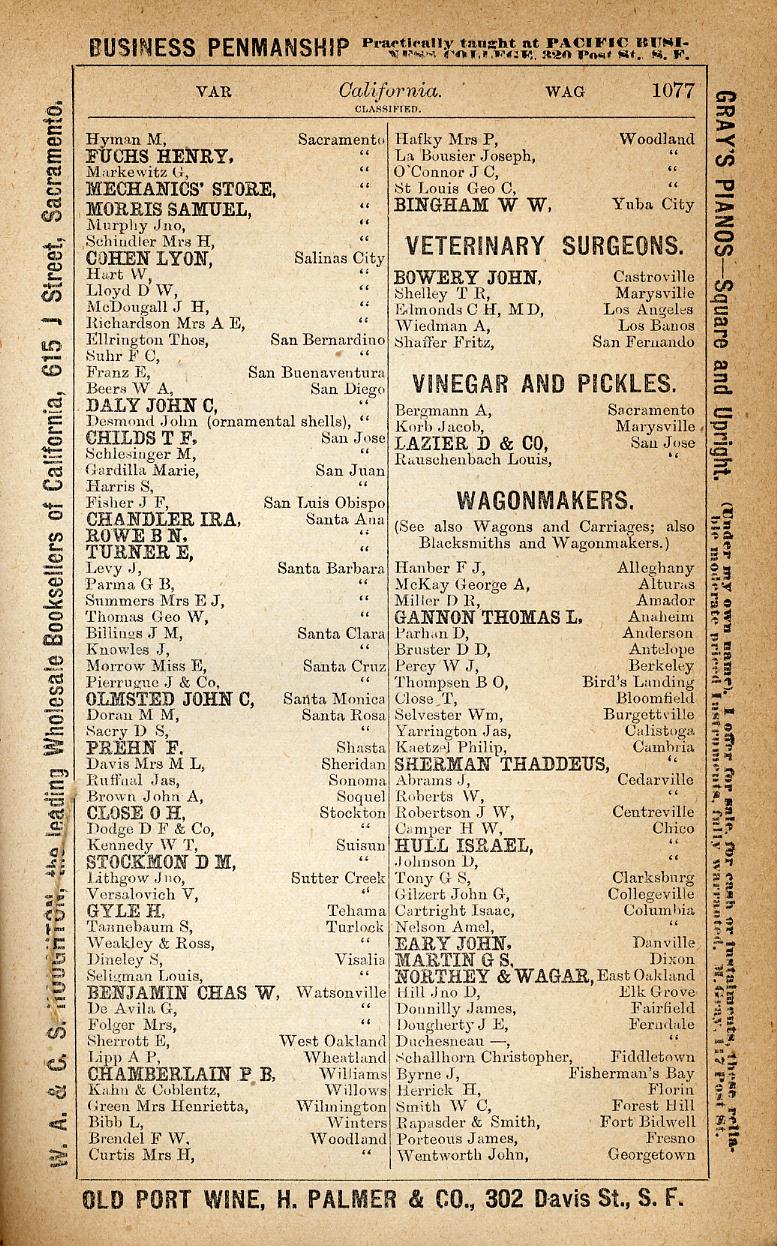 BUSINESS PENMANSHIP Practically taught at PACIFIC BUSI-
NESS COLLEGE, 320 Post St., S. F.
VAR California. WAG 1077
CLASSIFIED.
Hyman M, Sacramento
FUCHS HENRY, "
Markewitz G, "
MECHANICS' STORE, "
MORRIS SAMUEL, "
Murphy Jno, "
Schindler Mrs H, "
COHEN LYON, Salinas City
Hart W, "
Lloyd D W, "
McDougall J H, "
Richardson Mrs A E, "
Ellrington Thos, San Bernardino
Suhr F C, "
Franz E, San Buenaventura
Beers W A, San Diego
DALY JOHN C, "
Desmond John (ornamental shells), "
CHILDS T F, San Jose
Schlesinger M, "
Gardilla Marie, San Juan
Harris S, "
Fisher J F, San Luis Obispo
CHANDLER IRA, Santa Ana
ROWE B N, "
TURNER E, "
Levy J, Santa Barbara
Parma G B, "
Summers Mrs E J, "
Thomas Geo W, "
Billings J M, Santa Clara
Knowles J, "
Morrow Miss E, Santa Cruz
Pierrugue J & Co, "
OLMSTED JOHN C, Santa Monica
Doran M M, Santa Rosa
Sacry D S, "
PREHN F, Shasta
Davis Mrs M L, Sheridan
Ruffual Jas, Sonoma
Brown John A, Soquel
CLOSE O H, Stockton
Dodge D F & Co, "
Kennedy W T, Suisun
STOCKMON D M, "
Lithgow Jno, Sutter Creek
Versalovich V, "
GYLE H, Tehama
Tannebaum S, Turlock
Weakley & Ross, "
Dineley S, Visalia
Seligman Louis, "
BENJAMIN CHAS W, Watsonville
De Avila G, "
Folger Mrs, "
Sherrott E, West Oakland
Lipp A P, Wheatland
CHAMBERLAIN P B, Williams
Kahn & Coblentz, Willows
Green Mrs Henrietta, Wilmington
Bibb L, Winters
Brendel F W, Woodland
Curtis Mrs H, "
Hafky Mrs P, Woodland
La Bousier Joseph, "
O'Connor J C, "
St Louis Geo C, "
BINGHAM W W, Yuba City
VETERINARY SURGEONS.
BOWERY JOHN, Castroville
Shelley T R, Marysville
Edmonds C H, M D, Los Angeles
Wiedman A, Los Banos
Shaffer Fritz, San Fernando
VINEGAR AND PICKLES.
Bergmann A, Sacramento
Korb Jacob, Marysville
LAZIER D & CO, San Jose
Rauschenbach Louis, "
WAGONMAKERS.
(See also Wagons and Carriages; also
Blacksmiths and Wagonmakers.)
Hanber F J, Alleghany
McKay George A, Alturas
Miller D R, Amador
GANNON THOMAS L, Anaheim
Parhan D, Anderson
Bruster D D, Antelope
Percy W J, Berkeley
Thompsen B O, Bird's Landing
Close T, Bloomfield
Selvester Wm, Burgettville
Yarrington Jas, Calistoga
Kaetzel Philip, Cambria
SHERMAN THADDEUS, "
Abrams J, Cedarville
Roberts W, "
Robertson J W, Centreville
Camper H W, Chico
HULL ISRAEL, "
Johnson D, "
Tony G S, Clarksburg
Gilzert John G, Collegeville
Cartright Isaac, Columbia
Nelson Amel, "
EARY JOHN, Danville
MARTIN G S, Dixon
NORTHEY & WAGAR, East Oakland
Hill Jno D, Elk Grove
Donnilly James, Fairfield
Dougherty J E, Ferndale
Duchesneau —, "
Schallhorn Christopher, Fiddletown
Byrne J, Fisherman's Bay
Herrick H, Florin
Smith W C, Forest Hill
Rapasder & Smith, Fort Bidwell
Porteous James, Fresno
Wentworth John, Georgetown
W. A. & C. S. HOUGHTON, the leading Wholesale Booksellers of California, 615 J Street, Sacramento.
GRAY'S PIANOS—Square and Upright. (Under my own name). I offer for sale, for cash or instalments, these relia-
ble moderate priced Instruments, fully warranted. M. Gray, 117 Post St.
OLD PORT WINE, H. PALMER & CO., 302 Davis St., S. F.